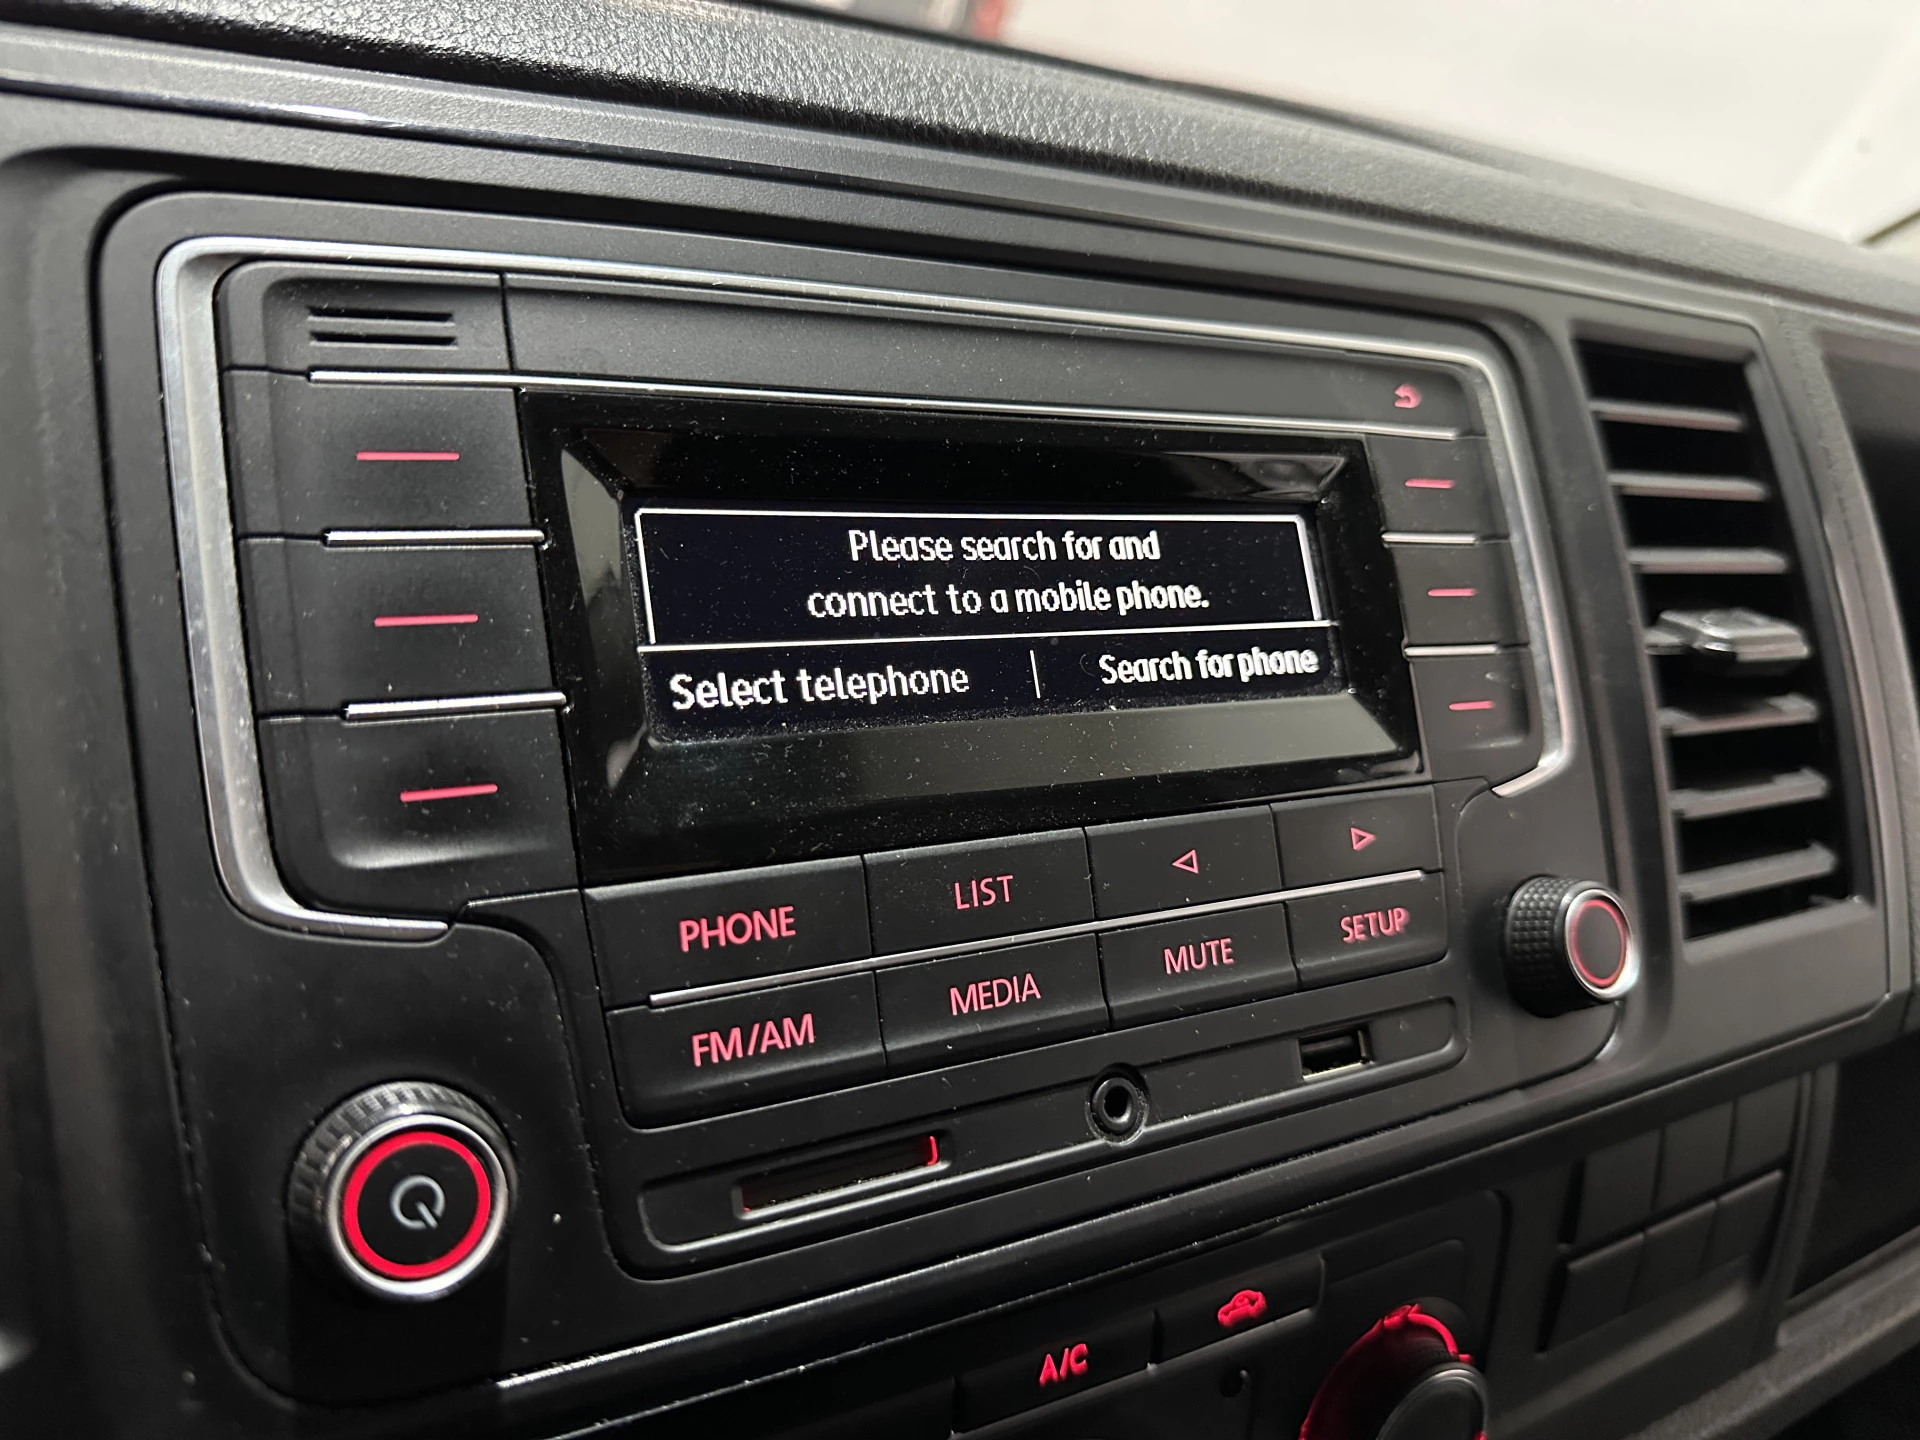 Please search for and
connect to a mobile phone.
Select telephone | Search for phone
PHONE LIST
FM/AM MEDIA MUTE SETUP
A/C